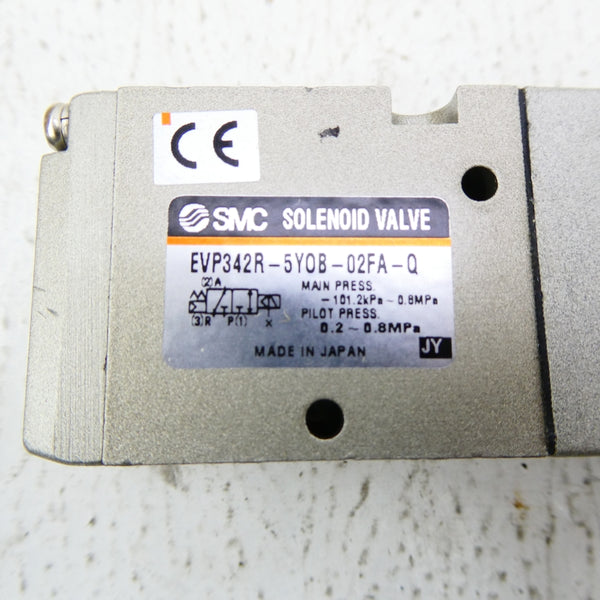 CE
SMC SOLENOID VALVE
EVP342R-5YOB-02FA-Q
(2)A
(3)R P(1) X
MAIN PRESS.
-101.2kPa ~ 0.8MPa
PILOT PRESS.
0.2 ~ 0.8MPa
MADE IN JAPAN
JY